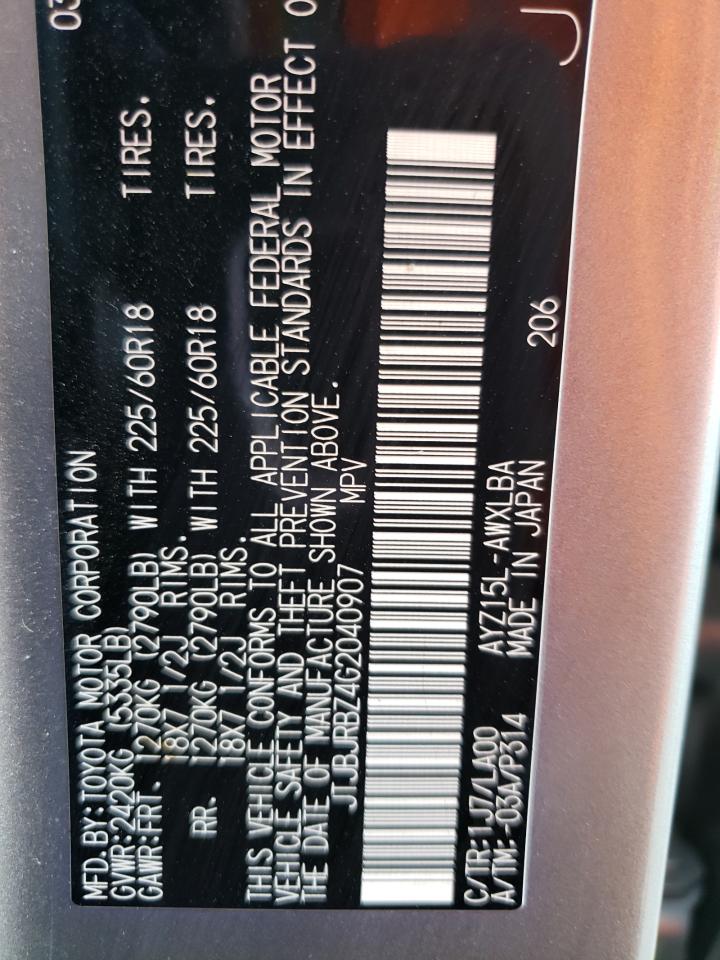 MFD.BY:TOYOTA MOTOR CORPORATION 03
GVWR:2420KG (5335LB)
GAWR:FRT. 1270KG (2790LB) WITH 225/60R18 TIRES.
18X7 1/2J RIMS.
RR. 1270KG (2790LB) WITH 225/60R18 TIRES.
18X7 1/2J RIMS.
THIS VEHICLE CONFORMS TO ALL APPLICABLE FEDERAL MOTOR
VEHICLE SAFETY AND THEFT PREVENTION STANDARDS IN EFFECT O
THE DATE OF MANUFACTURE SHOWN ABOVE.
JTJBJRBZ4G2040907 MPV
C/TR:1J7/LA00 AYZ15L-AWXLBA
A/TM:-03A/P314 MADE IN JAPAN 206 J